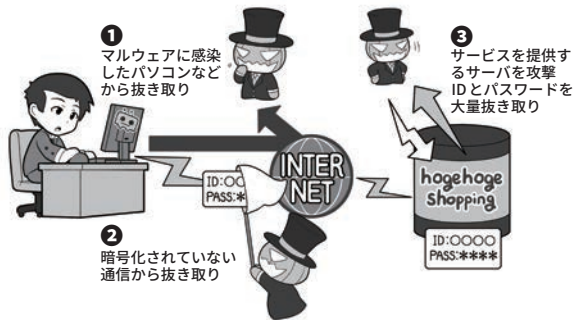 ❶
マルウェアに感染
したパソコンなど
から抜き取り
❸
サービスを提供す
るサーバを攻撃
IDとパスワードを
大量抜き取り
INTER
NET
ID:○○
PASS:*
hogehoge
shopping
ID:○○○○
PASS:****
❷
暗号化されていない
通信から抜き取り